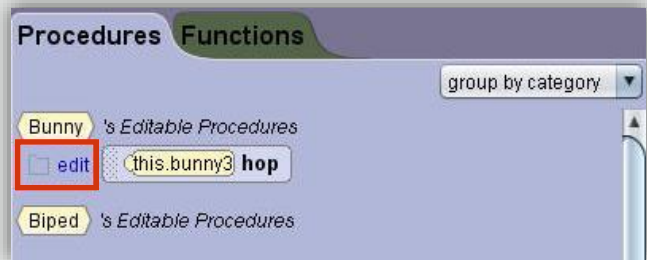 Procedures Functions
group by category
Bunny 's Editable Procedures
edit this.bunny3 hop
Biped 's Editable Procedures